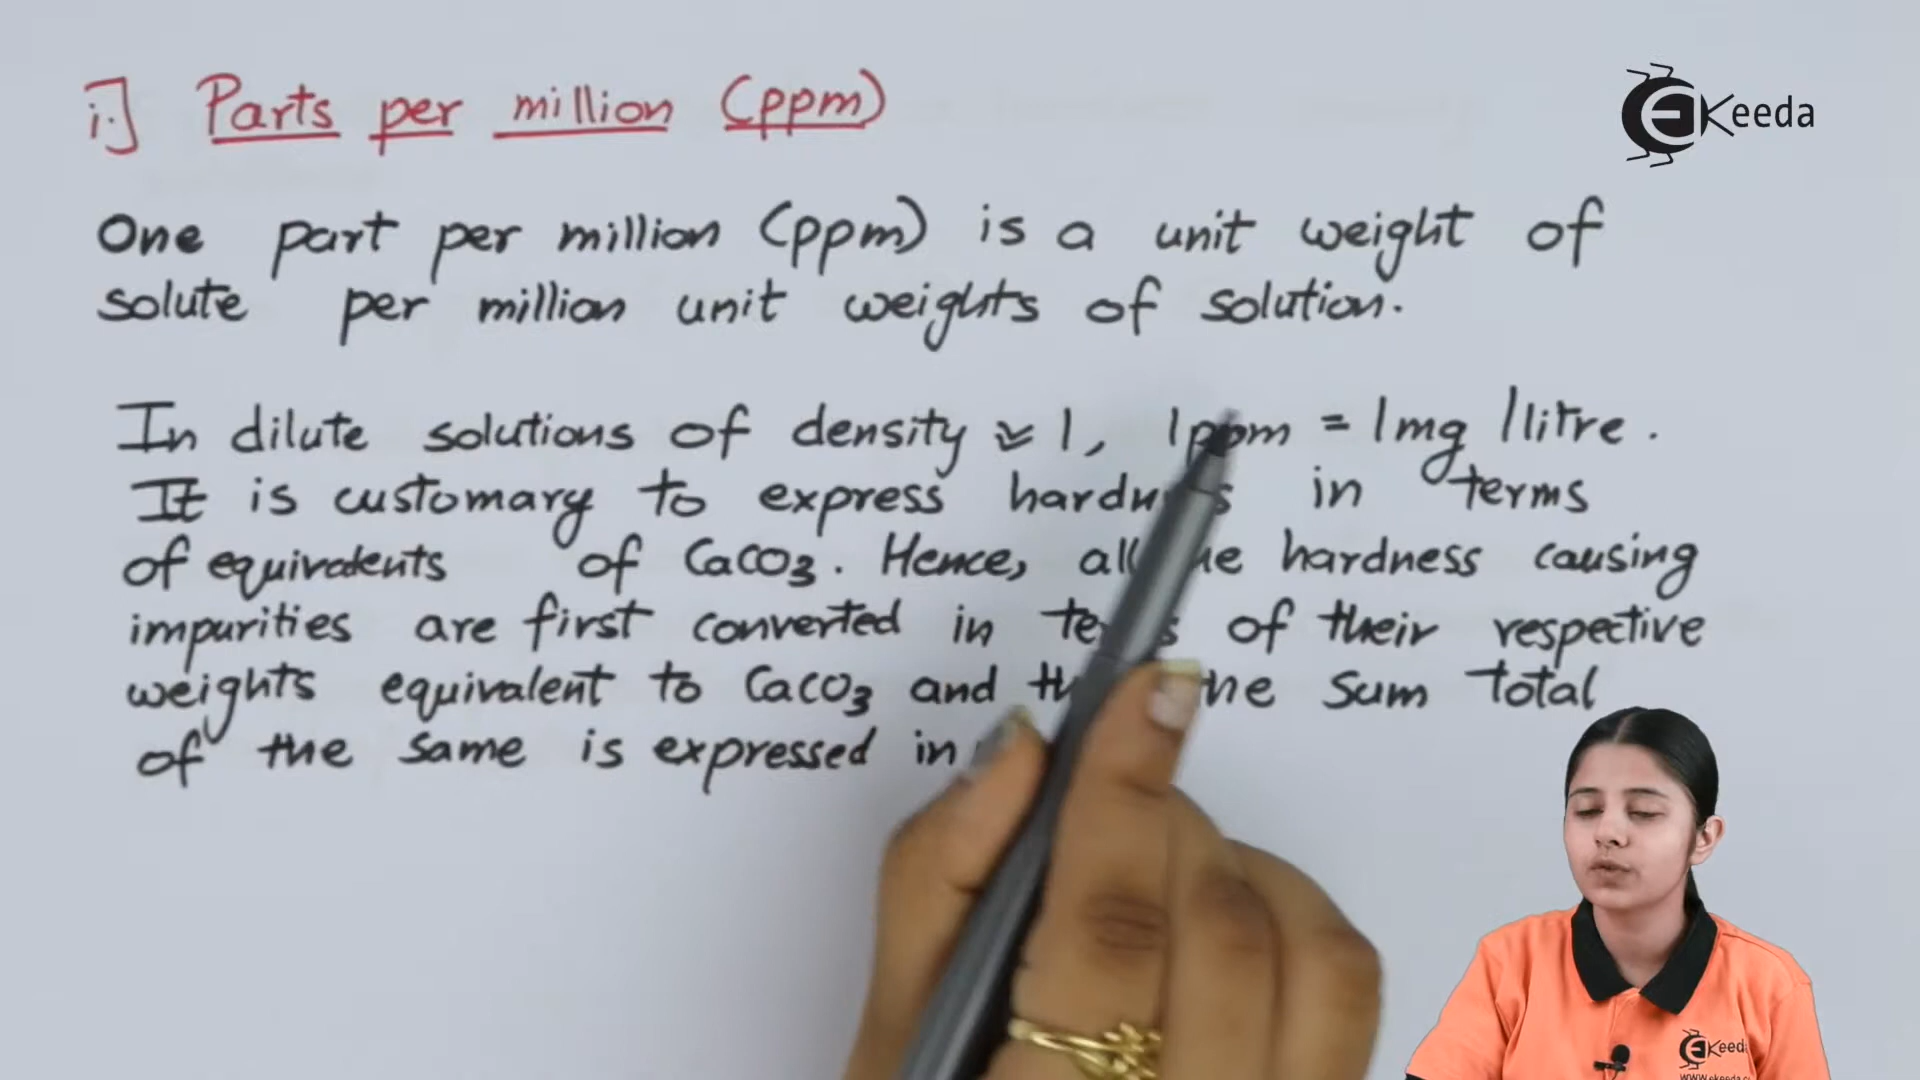 i.] Parts per million (ppm)
Keeda
One part per million (ppm) is a unit weight of
solute per million unit weights of solution.
In dilute solutions of density ≈ 1, 1ppm = 1mg /litre.
It is customary to express in terms
of equivalents of CaCO3. Hence, hardness causing
impurities are first converted in of their respective
weights equivalent to CaCO3 and sum total
of the same is expressed in
Keeda